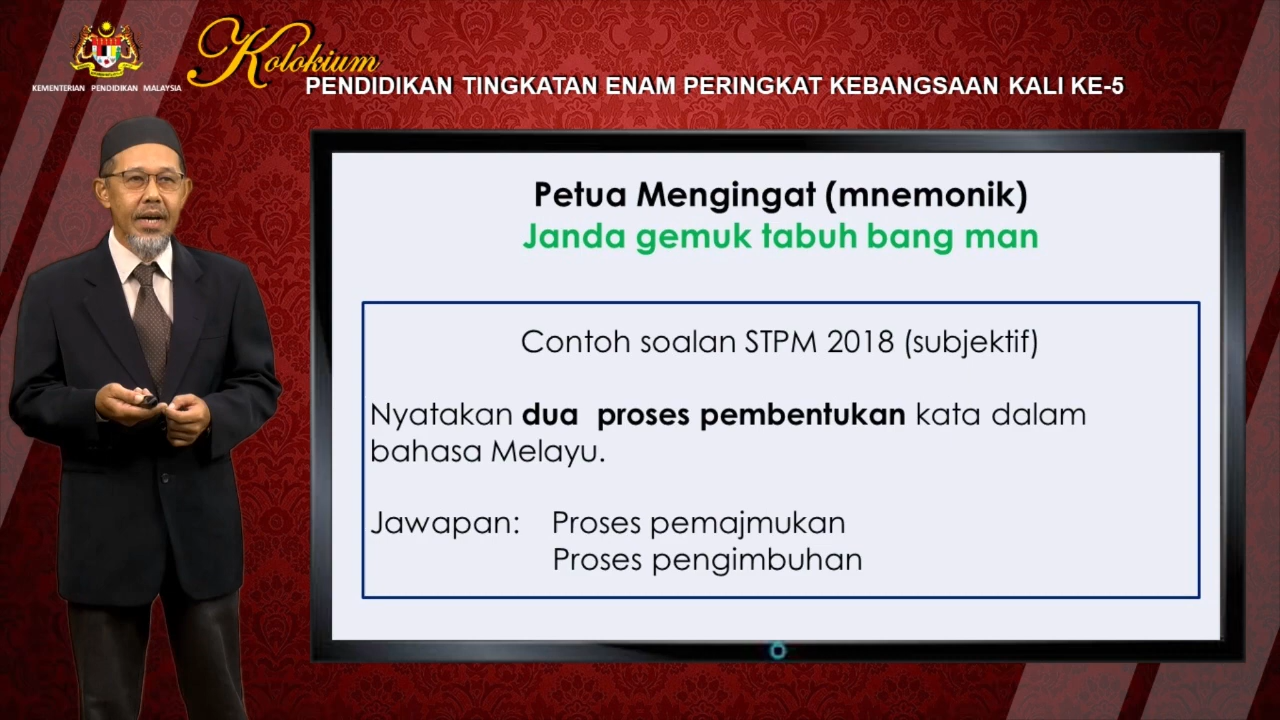 Kolokium
KEMENTERIAN PENDIDIKAN MALAYSIA
PENDIDIKAN TINGKATAN ENAM PERINGKAT KEBANGSAAN KALI KE-5
Petua Mengingat (mnemonik)
Janda gemuk tabuh bang man
Contoh soalan STPM 2018 (subjektif)
Nyatakan dua proses pembentukan kata dalam
bahasa Melayu.
Jawapan: Proses pemajmukan
Proses pengimbuhan